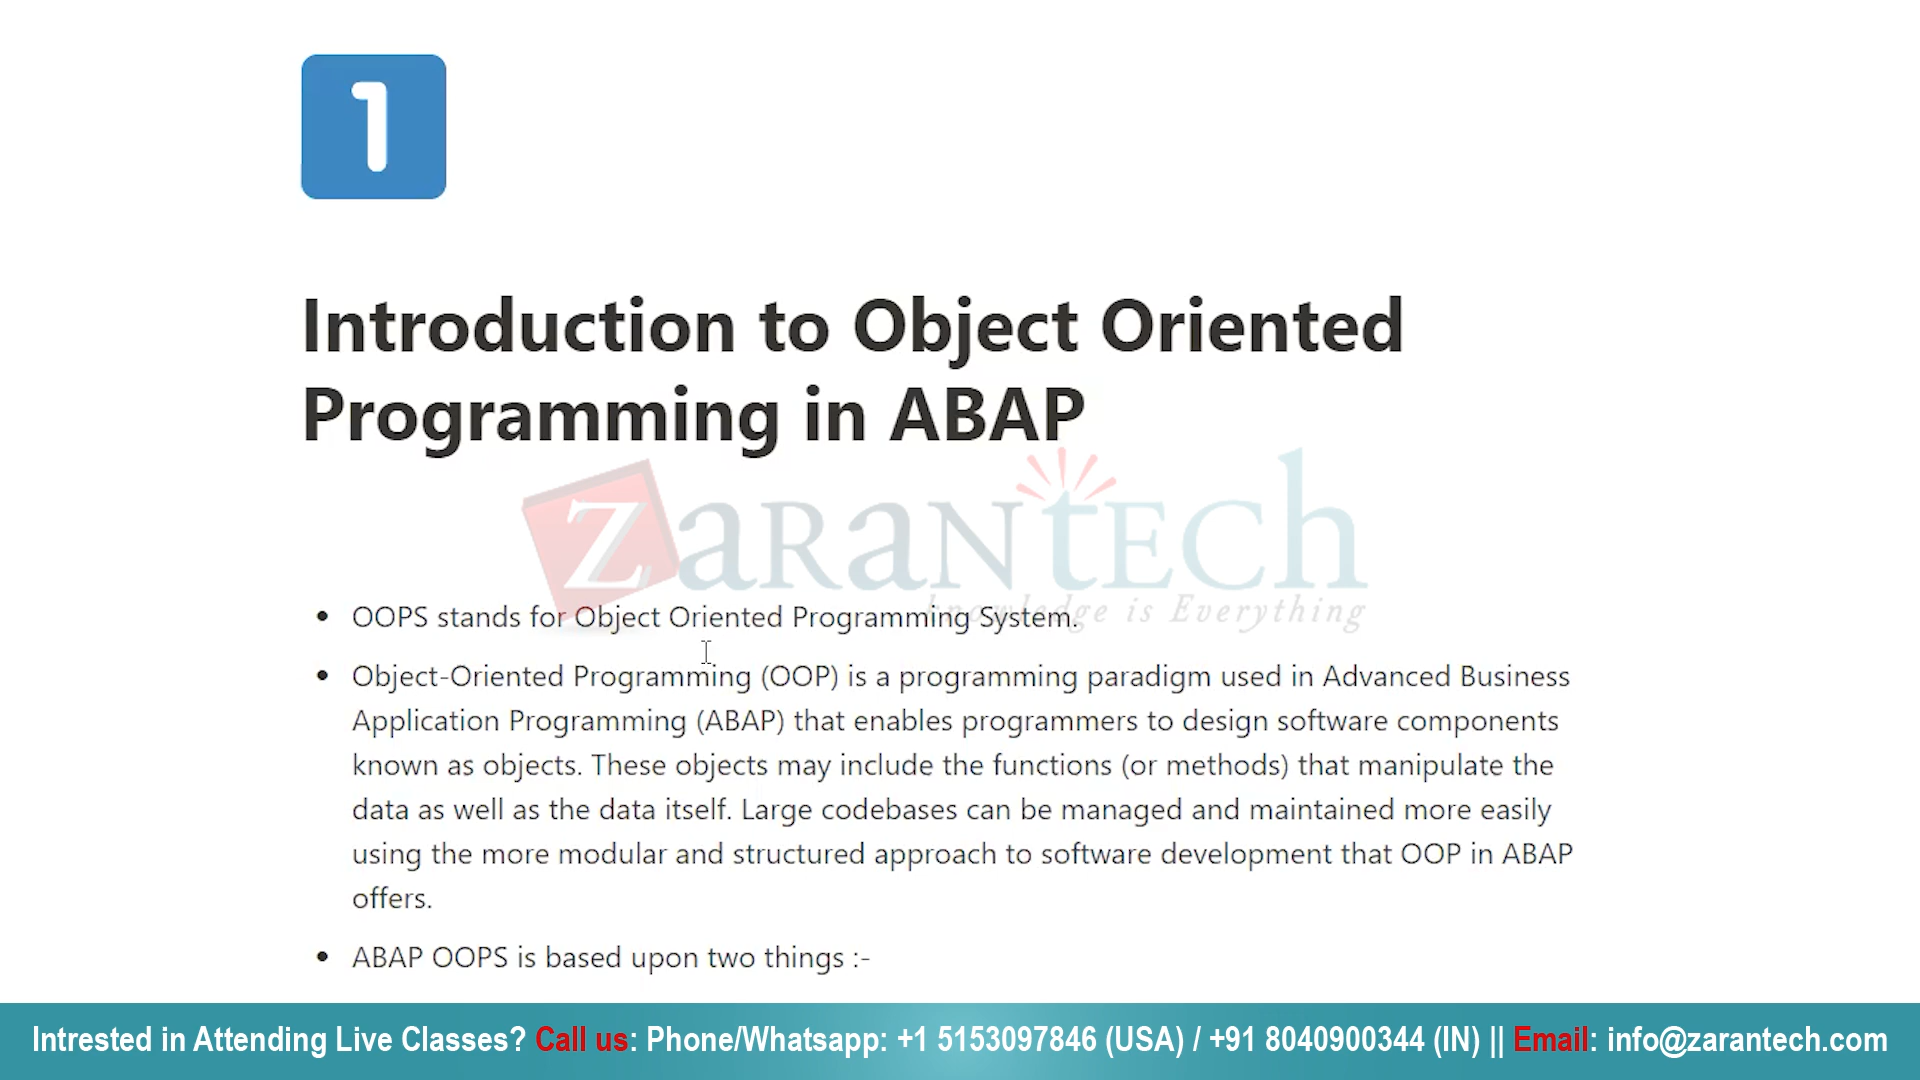 1
Introduction to Object Oriented
Programming in ABAP
ZaranTech
knowledge is Everything
• OOPS stands for Object Oriented Programming System.
• Object-Oriented Programming (OOP) is a programming paradigm used in Advanced Business
Application Programming (ABAP) that enables programmers to design software components
known as objects. These objects may include the functions (or methods) that manipulate the
data as well as the data itself. Large codebases can be managed and maintained more easily
using the more modular and structured approach to software development that OOP in ABAP
offers.
• ABAP OOPS is based upon two things :-
Intrested in Attending Live Classes? Call us: Phone/Whatsapp: +1 5153097846 (USA) / +91 8040900344 (IN) || Email: info@zarantech.com